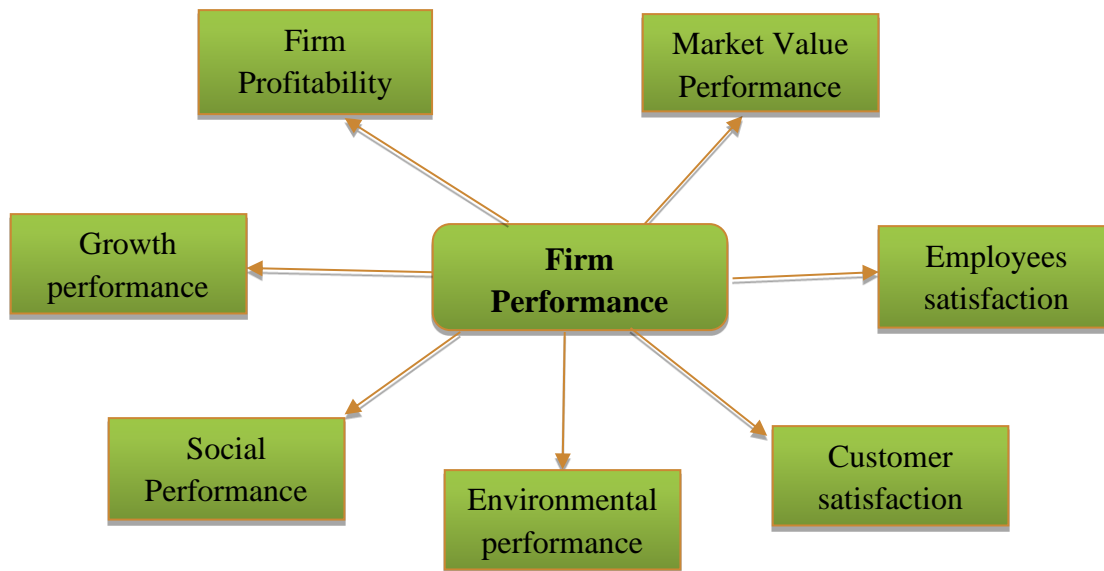 Firm
Profitability
Market Value
Performance
Growth
performance
Firm
Performance
Employees
satisfaction
Social
Performance
Environmental
performance
Customer
satisfaction